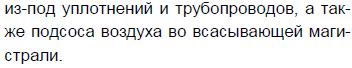 из-под уплотнений и трубопроводов, а так-
же подсоса воздуха во всасывающей маги-
страли.